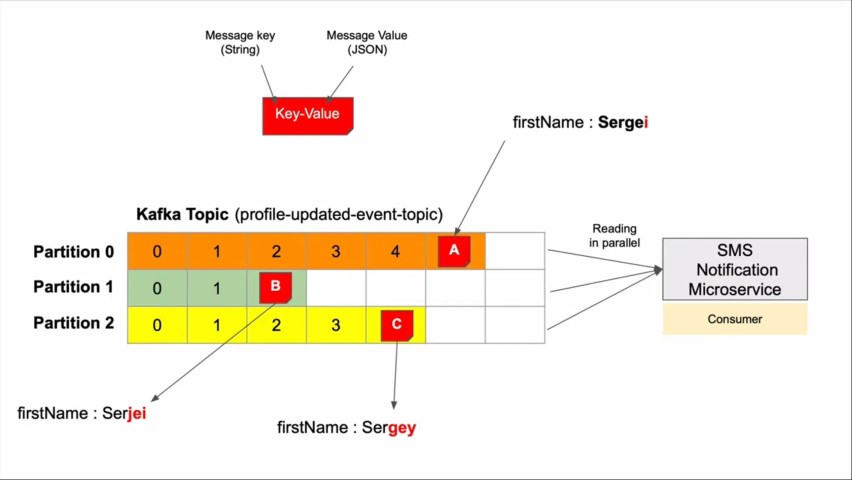 Message key
(String)
Message Value
(JSON)
Key-Value
firstName : Sergei
Kafka Topic (profile-updated-event-topic)
Partition 0 0 1 2 3 4 A
Partition 1 0 1 B
Partition 2 0 1 2 3 C
Reading
in parallel
SMS
Notification
Microservice
Consumer
firstName : Serjei
firstName : Sergey